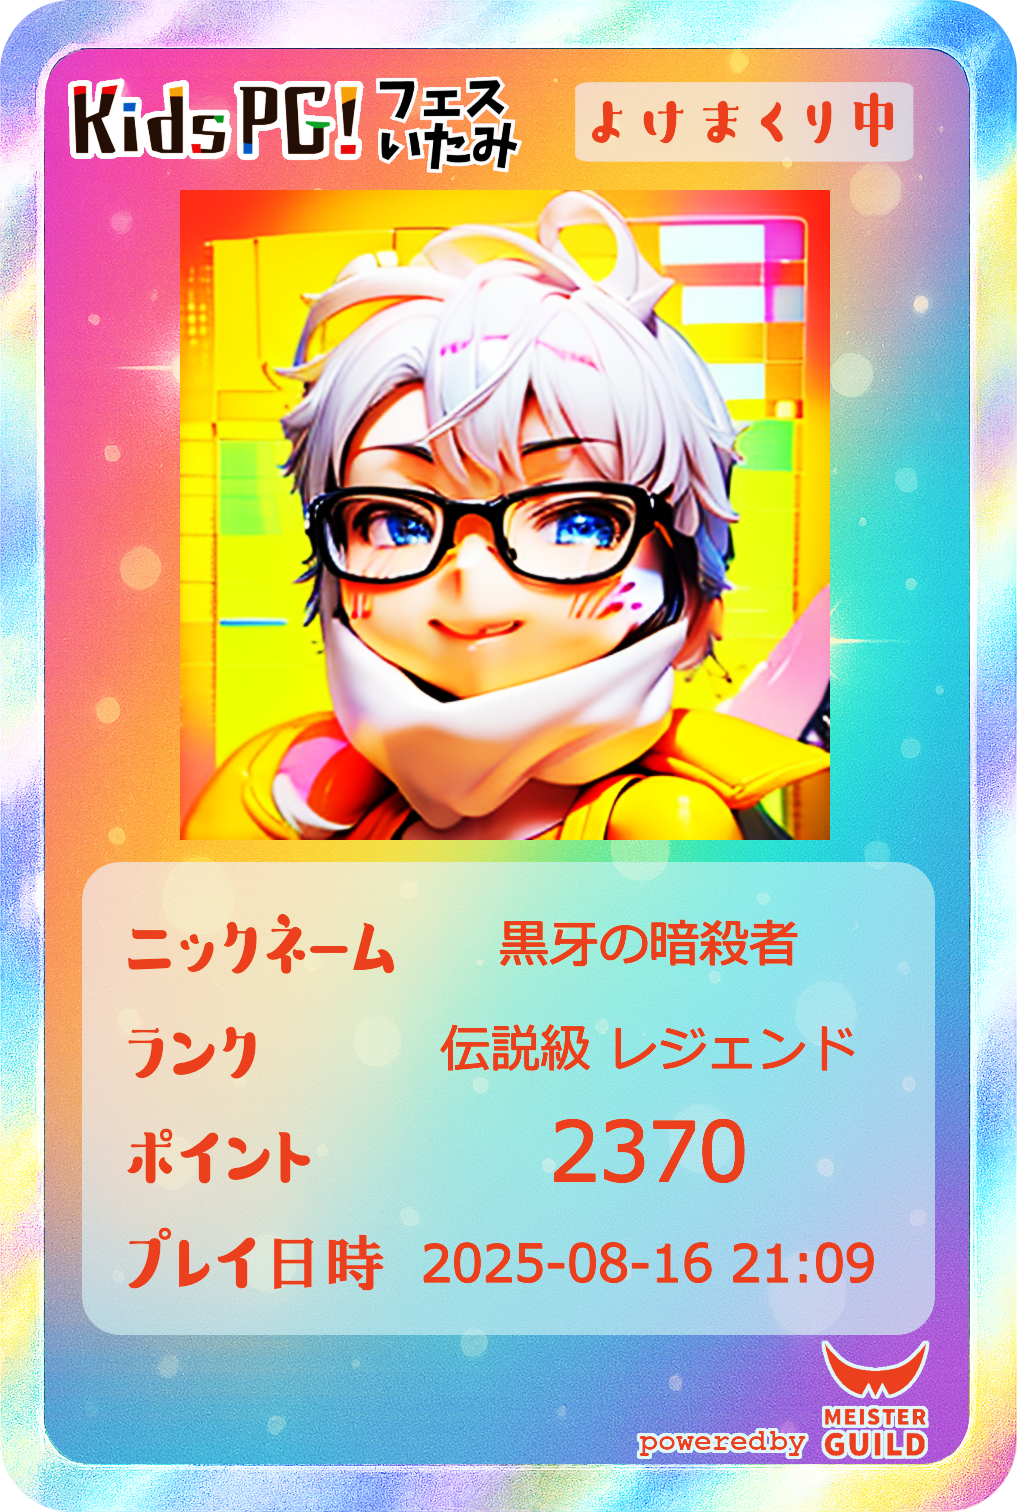 Kids PG! フェス
いたみ
よけまくり中
ニックネーム 黒牙の暗殺者
ランク 伝説級 レジェンド
ポイント 2370
プレイ日時 2025-08-16 21:09
poweredby MEISTER
GUILD